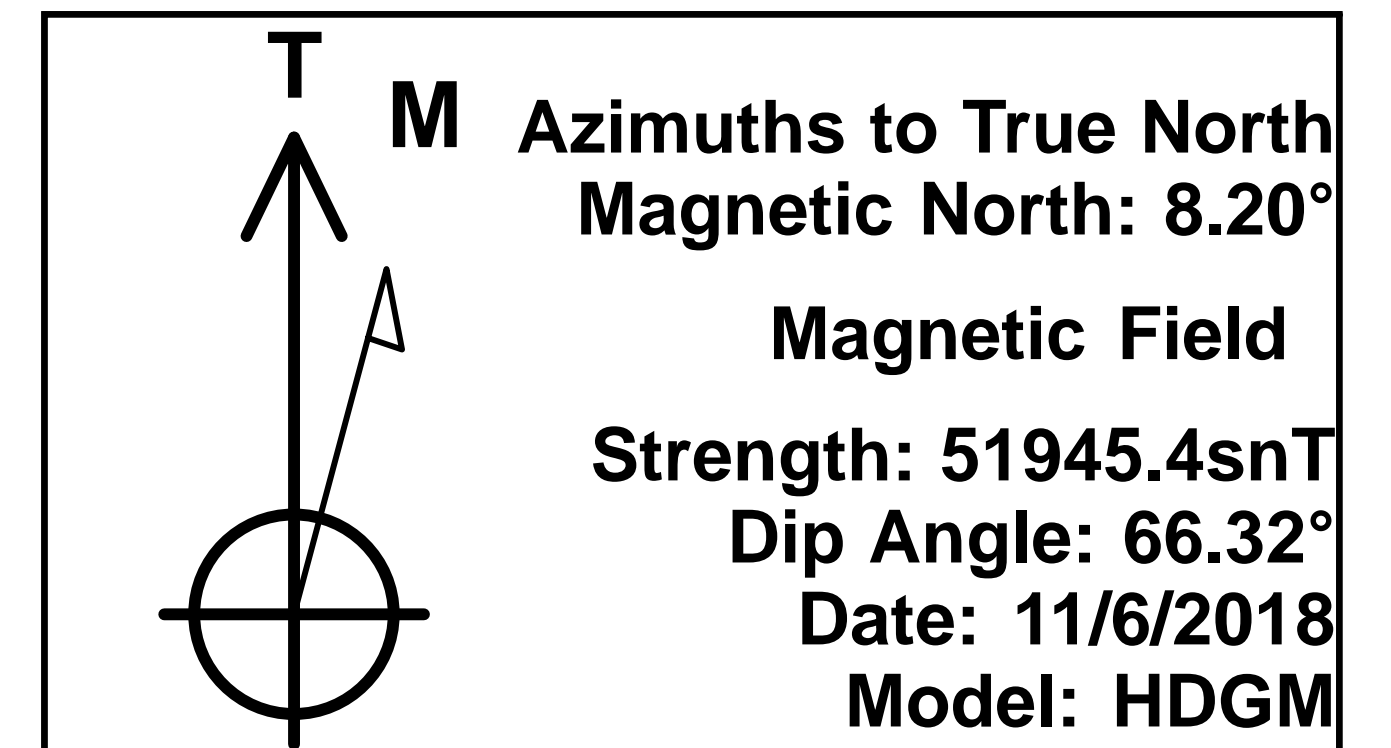 T
M
Azimuths to True North
Magnetic North: 8.20°
Magnetic Field
Strength: 51945.4snT
Dip Angle: 66.32°
Date: 11/6/2018
Model: HDGM